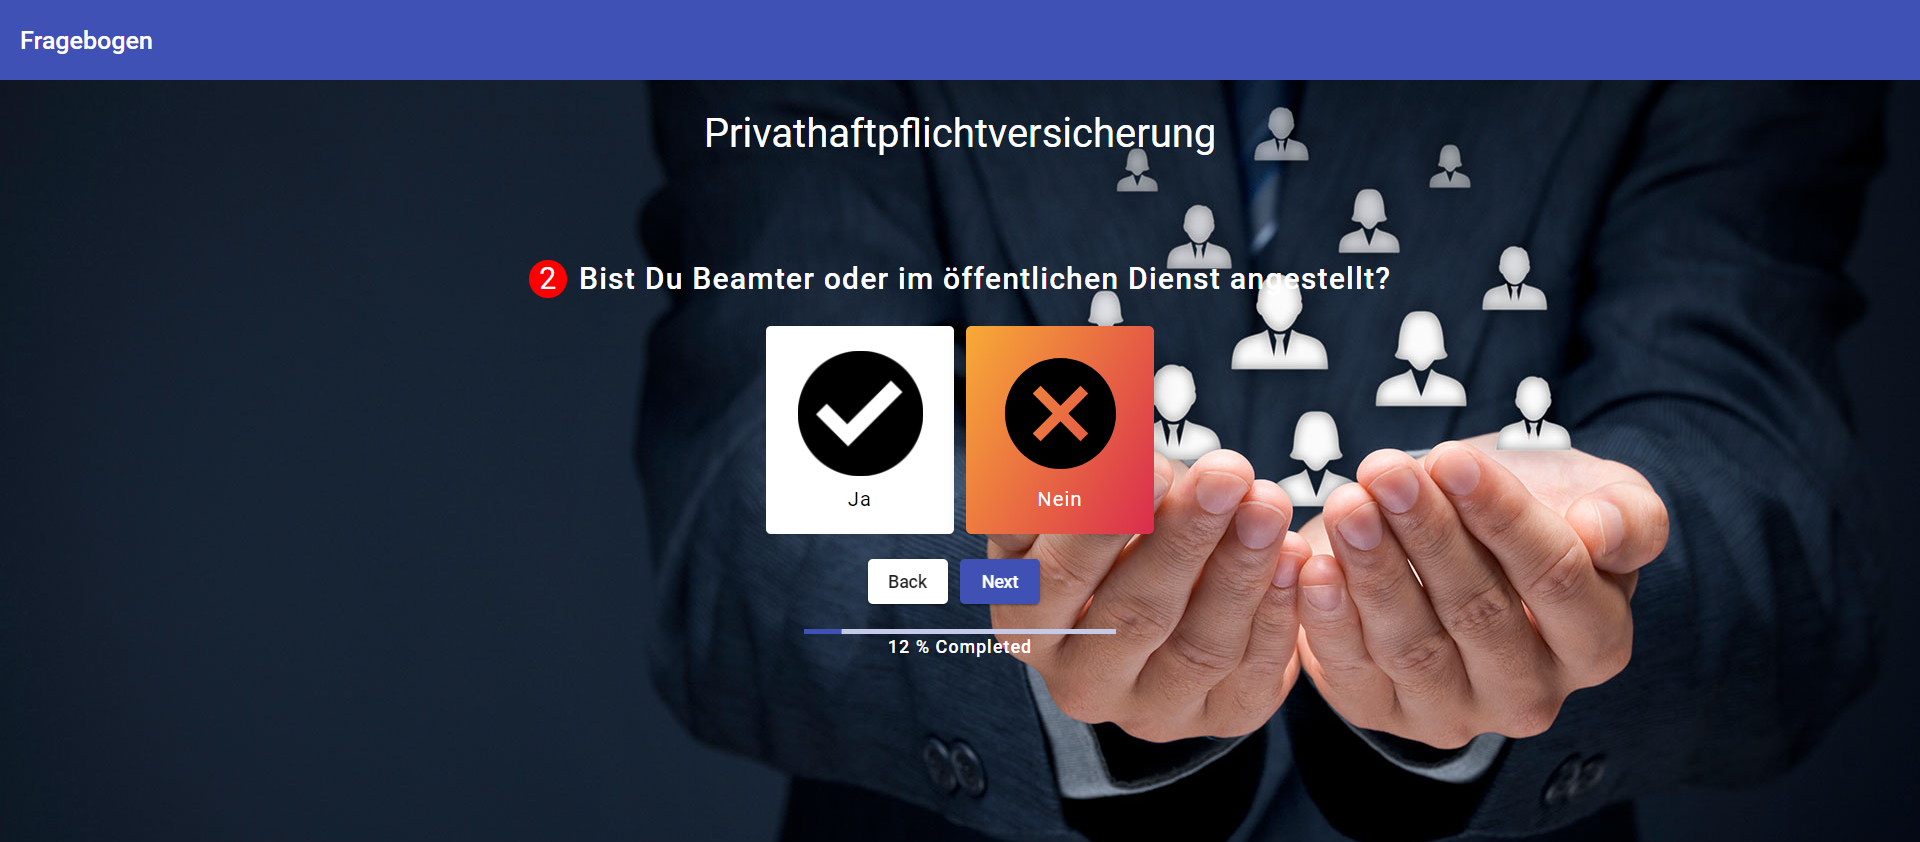 Fragebogen
Privathaftpflichtversicherung
2 Bist Du Beamter oder im öffentlichen Dienst angestellt?
Ja Nein
Back Next
12 % Completed